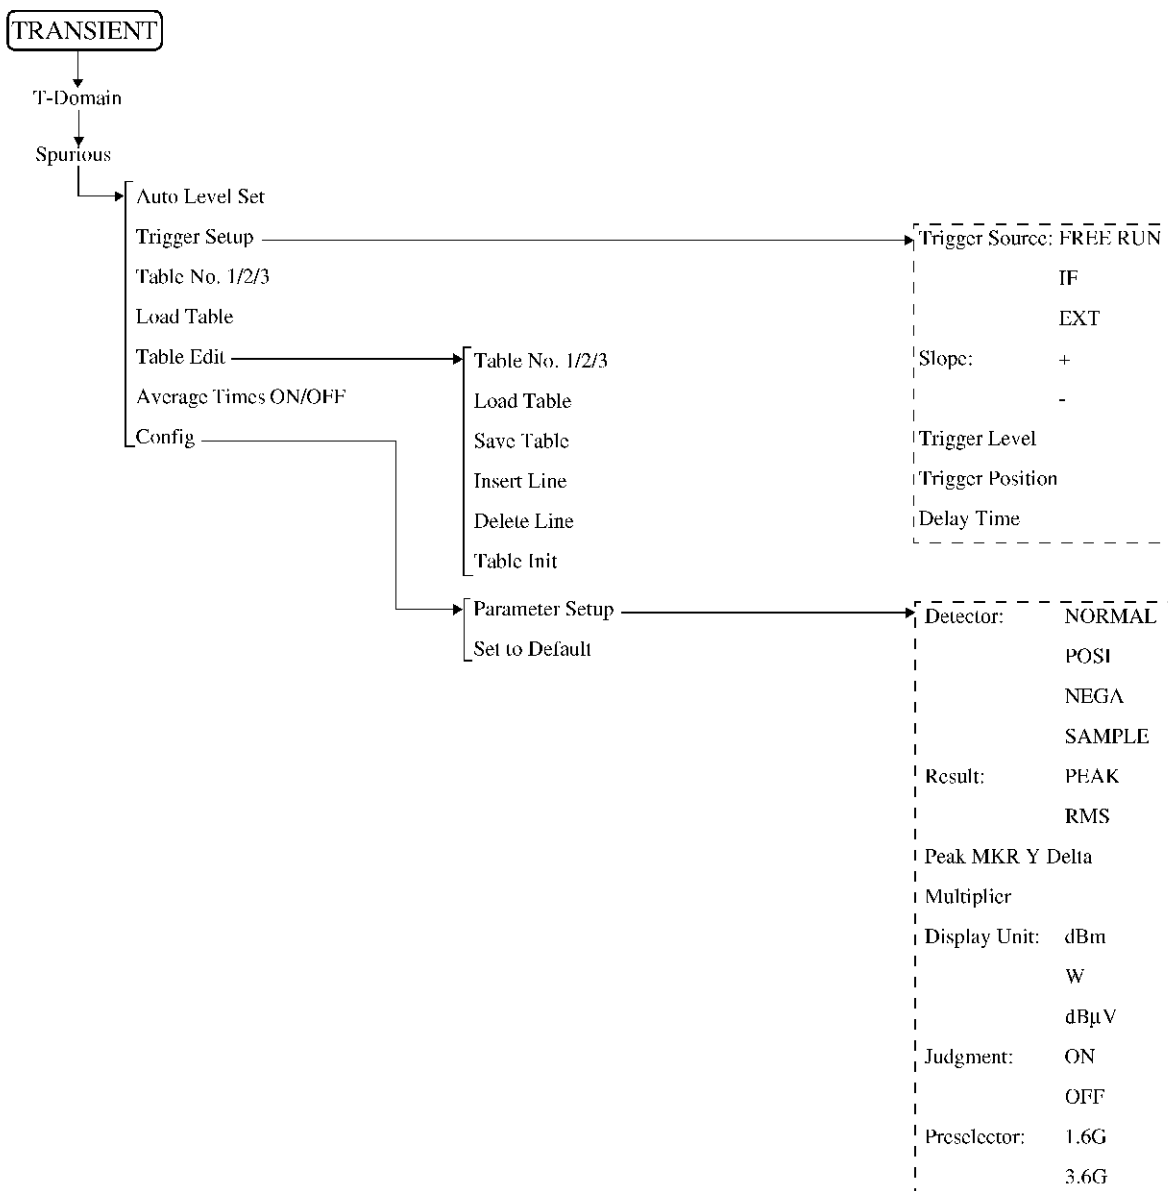 TRANSIENT
T-Domain
Spurious
Auto Level Set
Trigger Setup
Table No. 1/2/3
Load Table
Table Edit
Average Times ON/OFF
Config
Table No. 1/2/3
Load Table
Save Table
Insert Line
Delete Line
Table Init
Parameter Setup
Set to Default
Trigger Source: FREE RUN
IF
EXT
Slope: +
-
Trigger Level
Trigger Position
Delay Time
Detector: NORMAL
POSI
NEGA
SAMPLE
Result: PEAK
RMS
Peak MKR Y Delta
Multiplier
Display Unit: dBm
W
dBµV
Judgment: ON
OFF
Preselector: 1.6G
3.6G